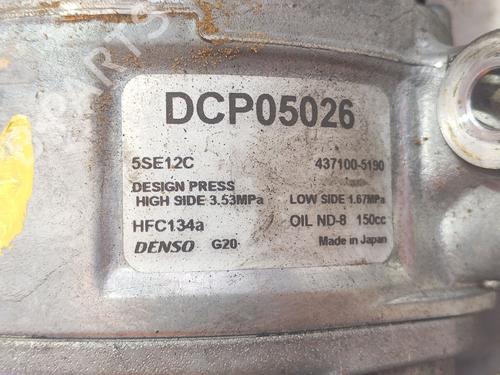 DCP05026
5SE12C 437100-5190
DESIGN PRESS
HIGH SIDE 3.53MPa LOW SIDE 1.67MPa
HFC134a OIL ND-8 150cc
DENSO G20 Made in Japan